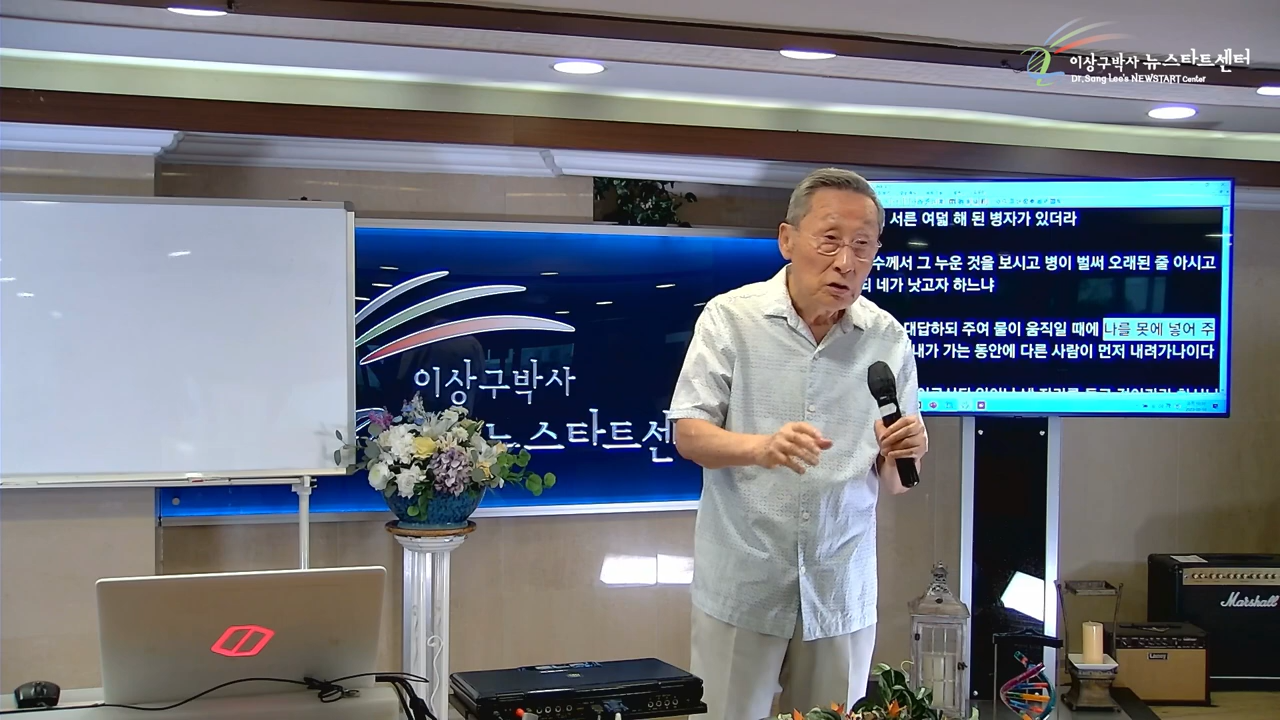 이상구박사 뉴스타트센터
Dr. Sang Lee's NEWSTART Center
서른 여덟 해 된 병자가 있더라
수께서 그 누운 것을 보시고 병이 벌써 오래된 줄 아시고
네가 낫고자 하느냐
대답하되 주여 물이 움직일 때에 나를 못에 넣어 주
내가 가는 동안에 다른 사람이 먼저 내려가나이다
이상구박사
뉴스타트센
Marshall
Laney